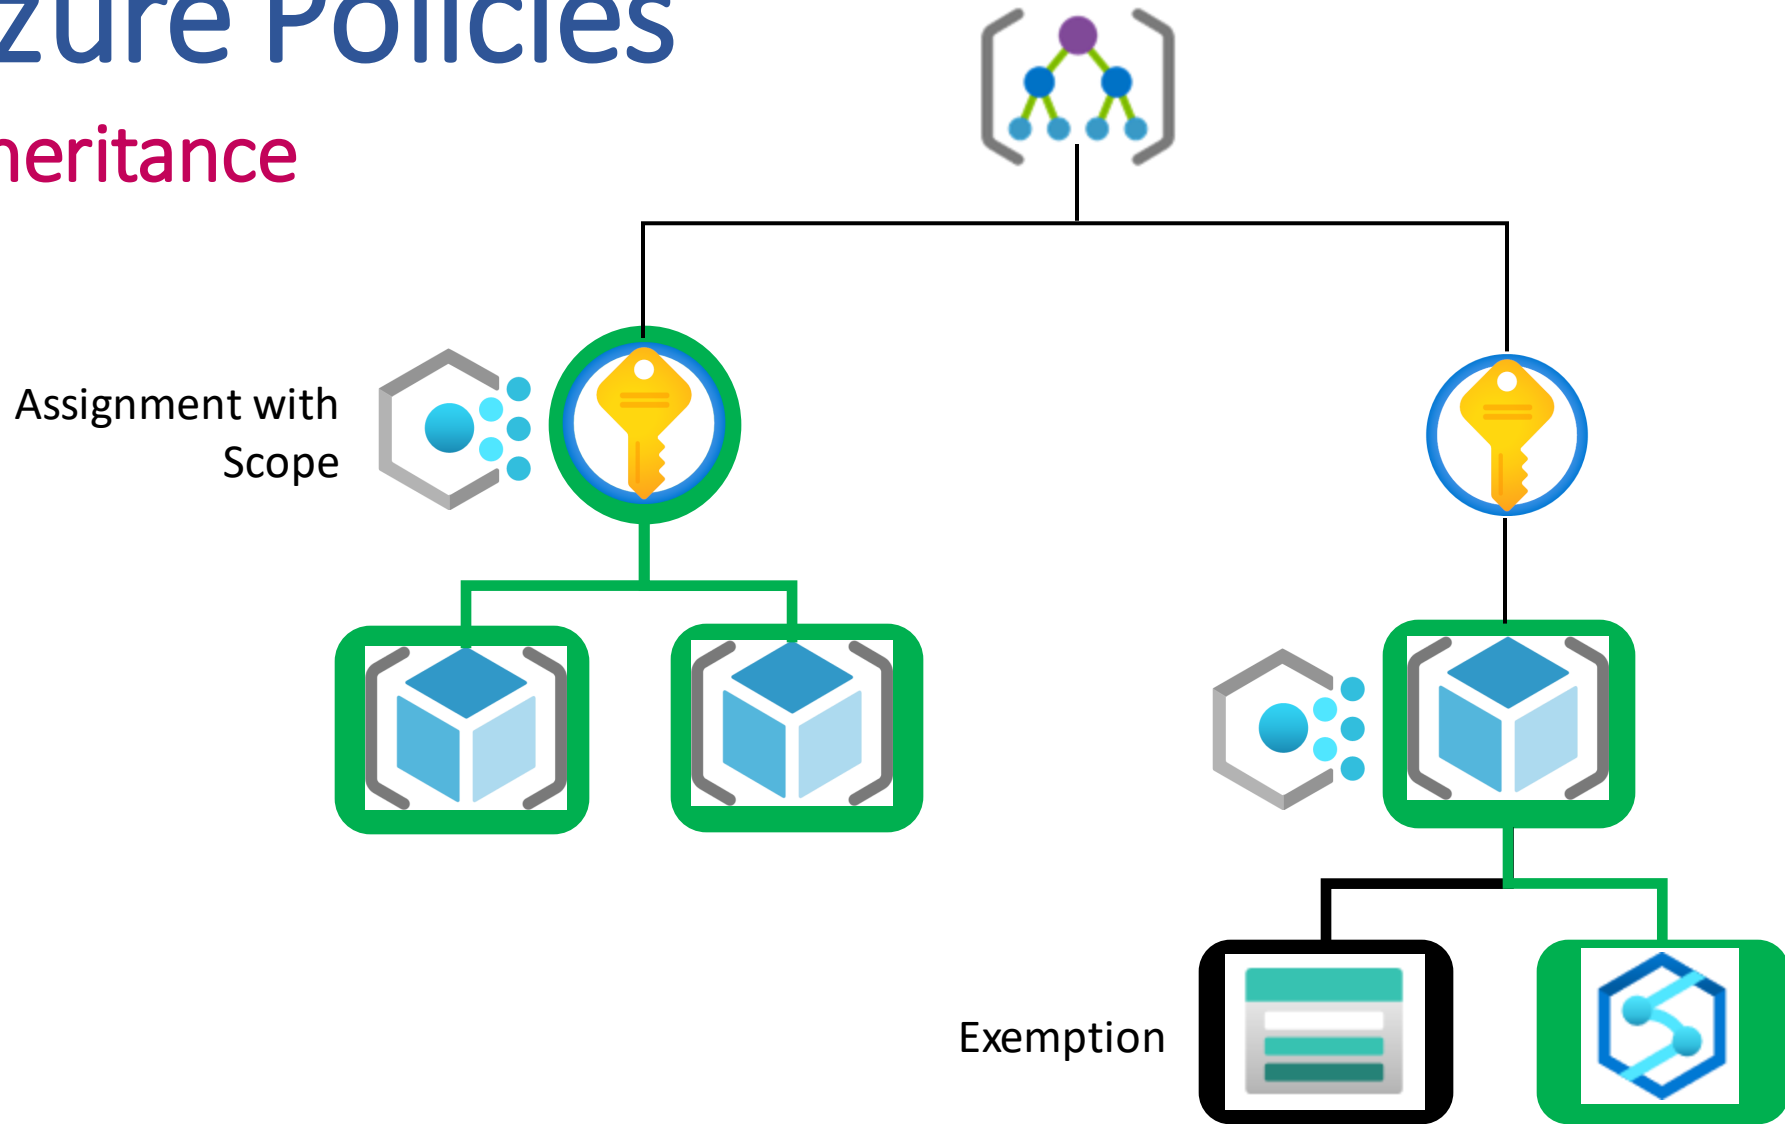 zure Policies
heritance
Assignment with
Scope
Exemption